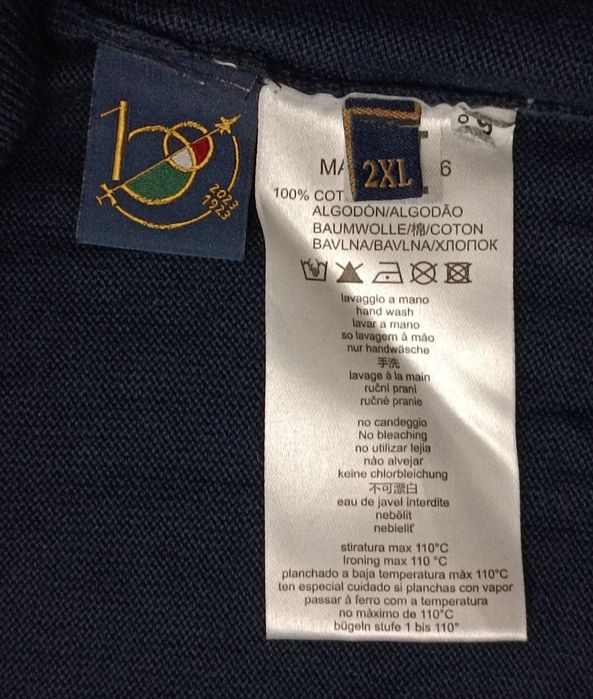 100
2023
1923
2XL
100% COT
ALGODÓN/ALGODÃO
BAUMWOLLE/棉/COTTON
BAVLNA/BAVLNA/ХЛОПОК
lavaggio a mano
hand wash
lavar a mano
so lavagem à mão
nur handwäsche
手洗
lavage à la main
ruční praní
ručné pranie
no candeggio
No bleaching
no utilizar lejia
não alvejar
keine chlorbleichung
不可漂白
eau de javel interdite
nebělit
nebieliť
stiratura max 110°C
Ironing max 110 °C
planchado a baja temperatura màx 110°C
ten especial cuidado si planchas con vapor
passar à ferro com a temperatura
no màximo de 110°C
bügeln stufe 1 bis 110°